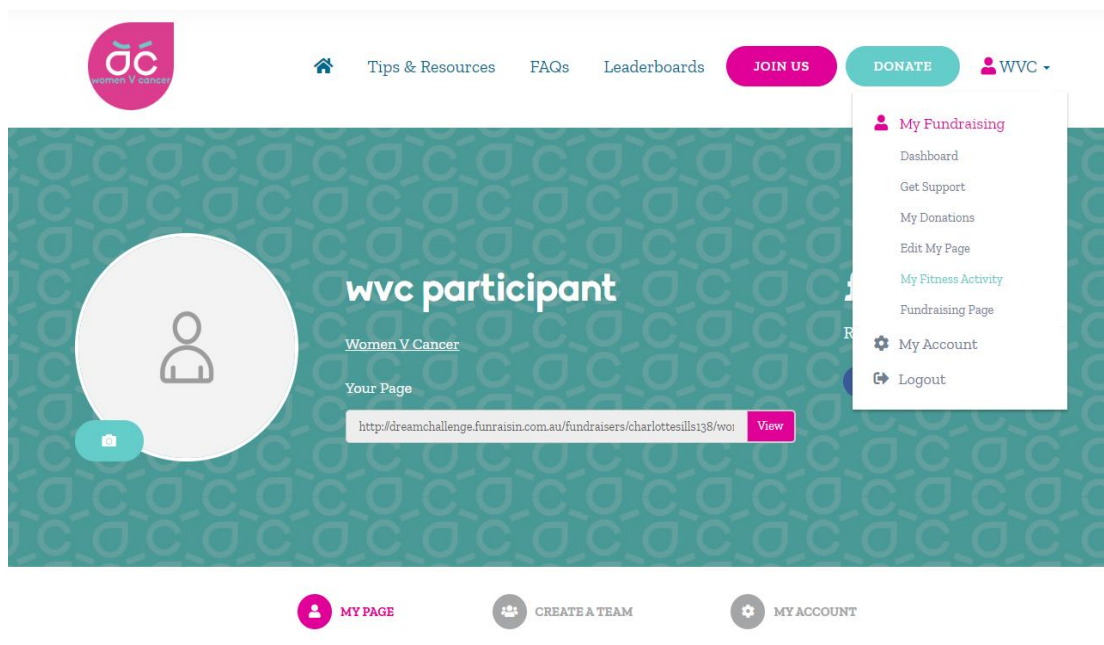 women V cancer
Tips & Resources
FAQs
Leaderboards
JOIN US
DONATE
WVC
My Fundraising
Dashboard
Get Support
My Donations
Edit My Page
My Fitness Activity
Fundraising Page
My Account
Logout
wvc participant
Women V Cancer
Your Page
http://dreamchallenge.funraisin.com.au/fundraisers/charlottesills138/wo
View
MY PAGE
CREATE A TEAM
MY ACCOUNT